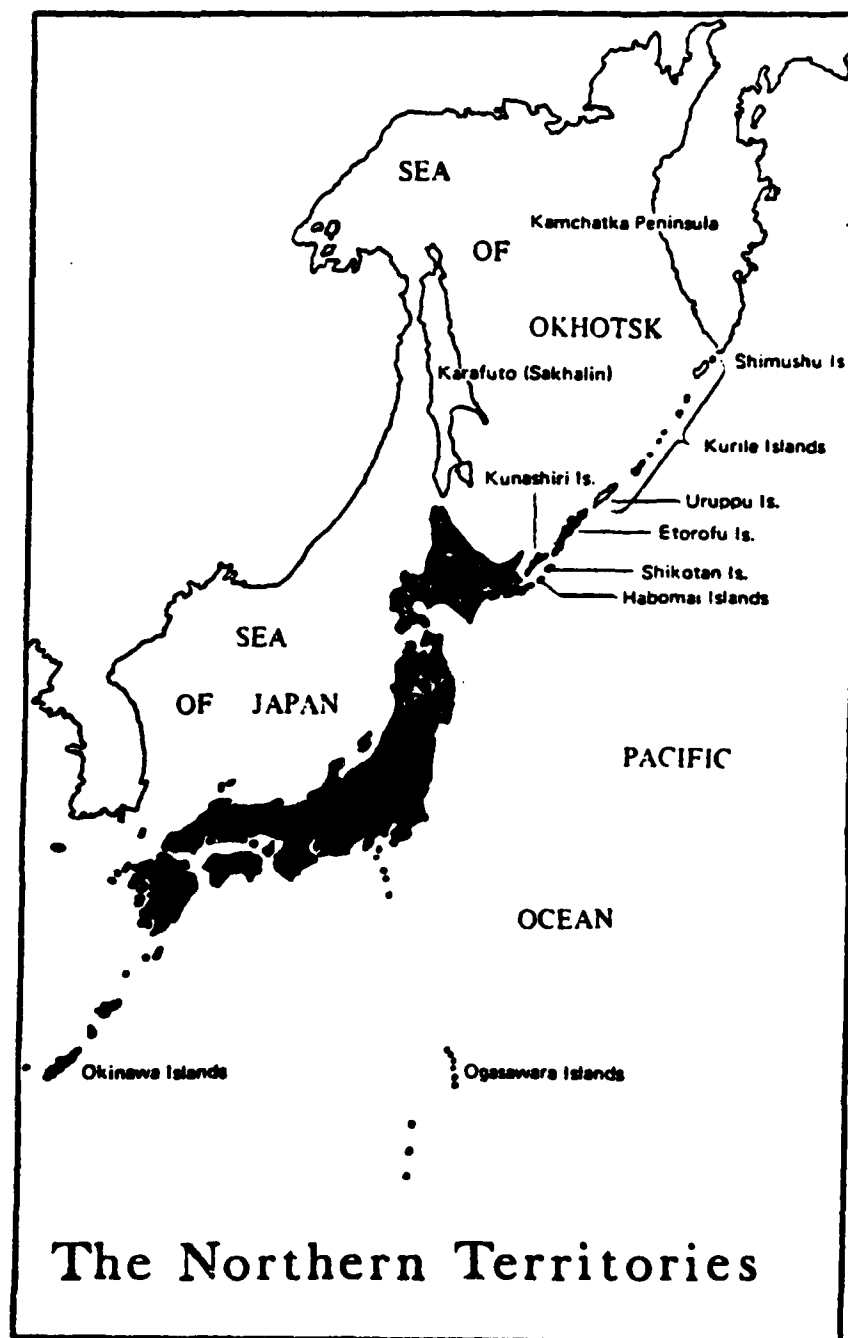 SEA
OF
OKHOTSK
Kamchatka Peninsula
Shimushu Is
Karafuto (Sakhalin)
Kurile Islands
Kunashiri Is.
Uruppu Is.
Etorofu Is.
Shikotan Is.
Habomai Islands
SEA
OF JAPAN
PACIFIC
OCEAN
Okinawa Islands
Ogasawara Islands
The Northern Territories